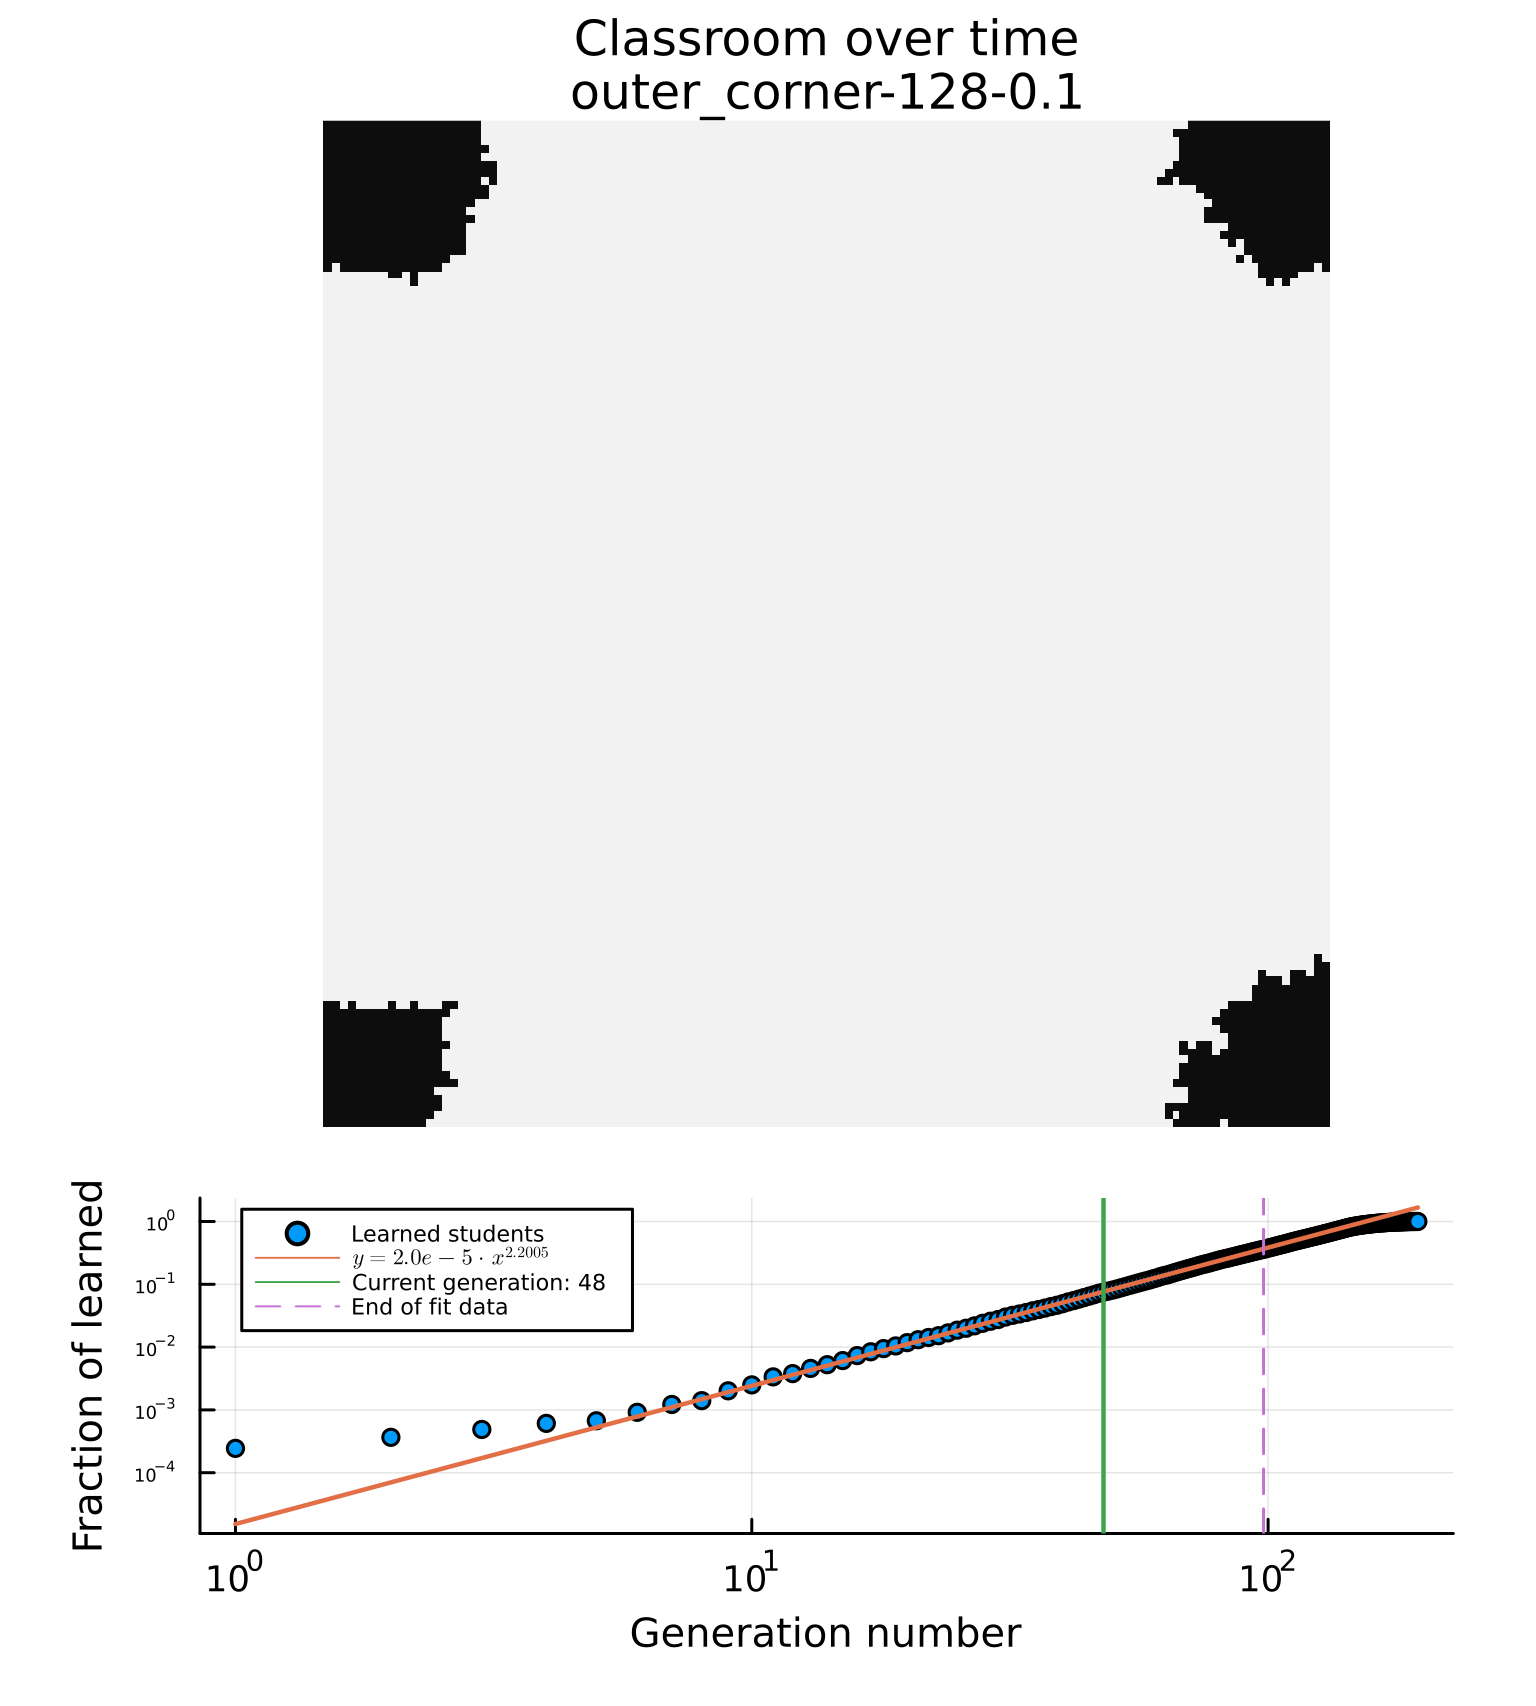 Classroom over time
outer_corner-128-0.1
Fraction of learned
10^0
10^-1
10^-2
10^-3
10^-4
Learned students
y = 2.0e − 5 · x^2.2005
Current generation: 48
End of fit data
10^0 10^1 10^2
Generation number